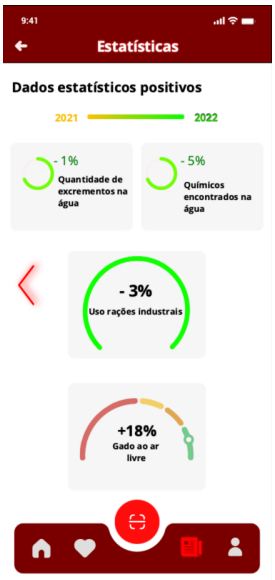 9:41
Estatísticas
Dados estatísticos positivos
2021 2022
- 1%
Quantidade de
excrementos na
água
- 5%
Químicos
encontrados na
água
- 3%
Uso rações industrais
+18%
Gado ao ar
livre